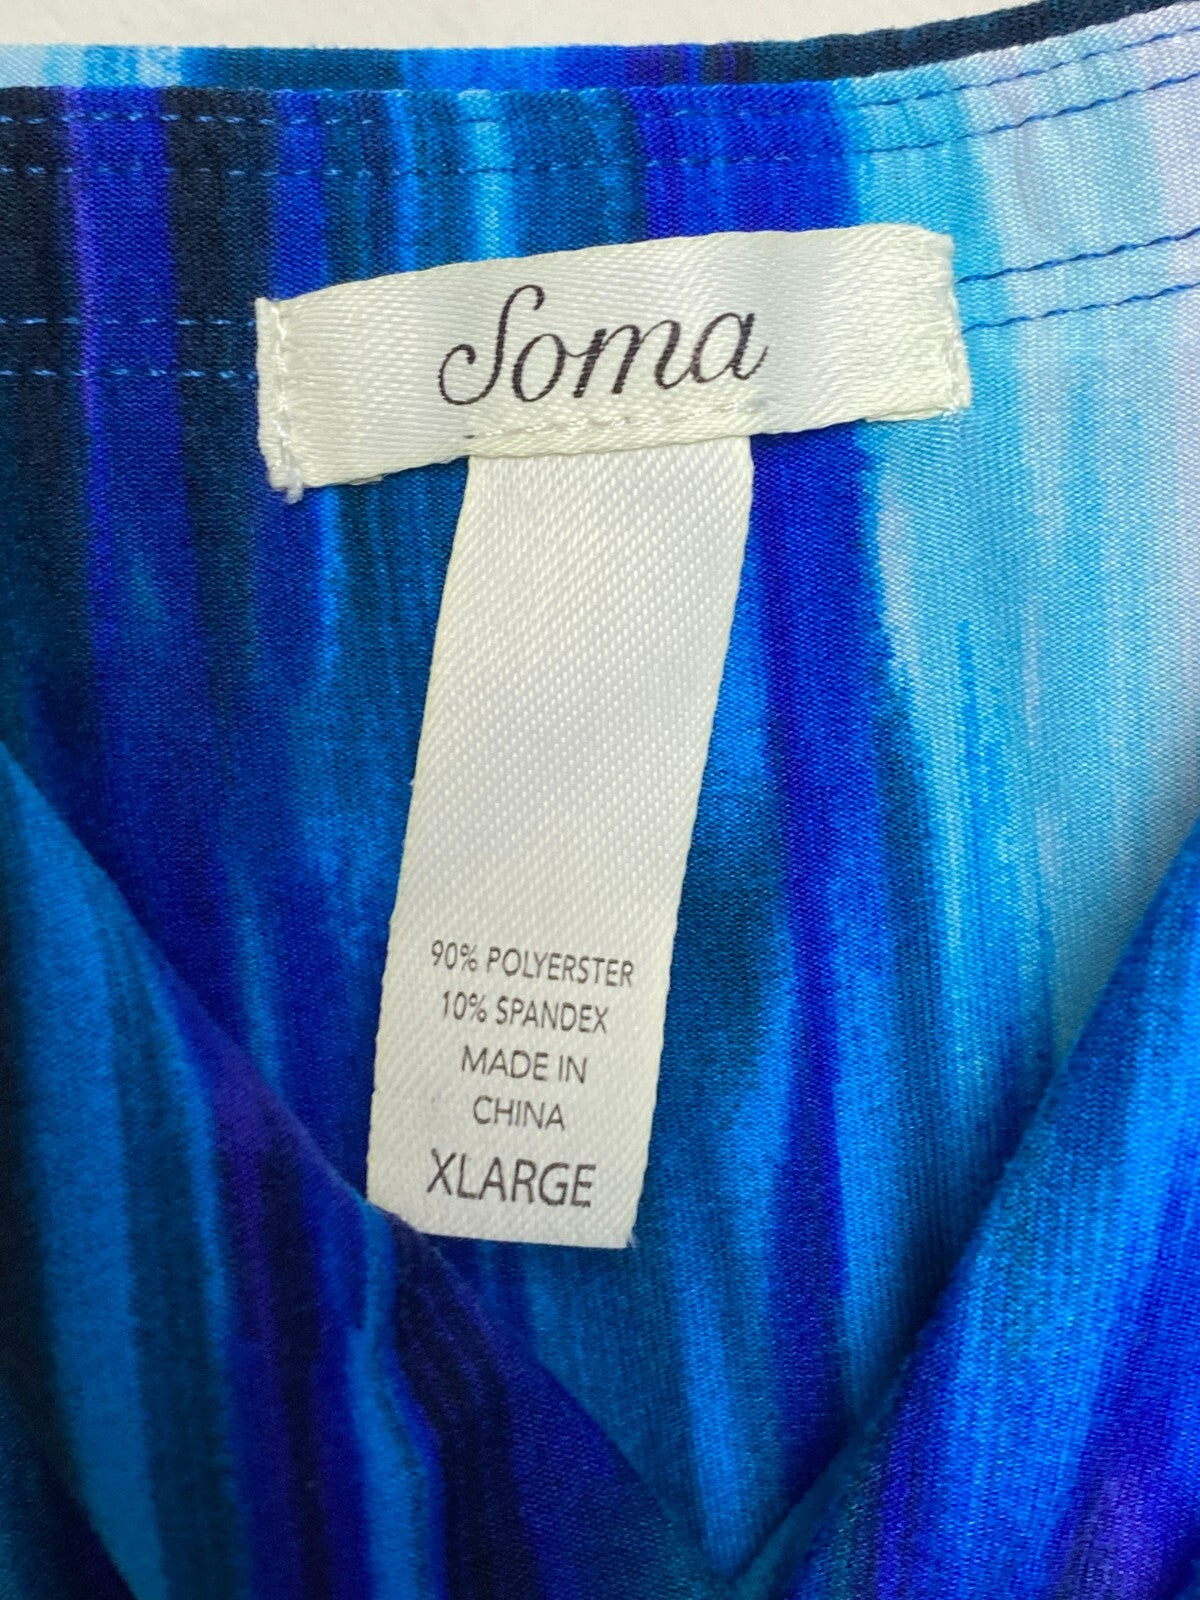 Soma
90% POLYERSTER
10% SPANDEX
MADE IN
CHINA
XLARGE